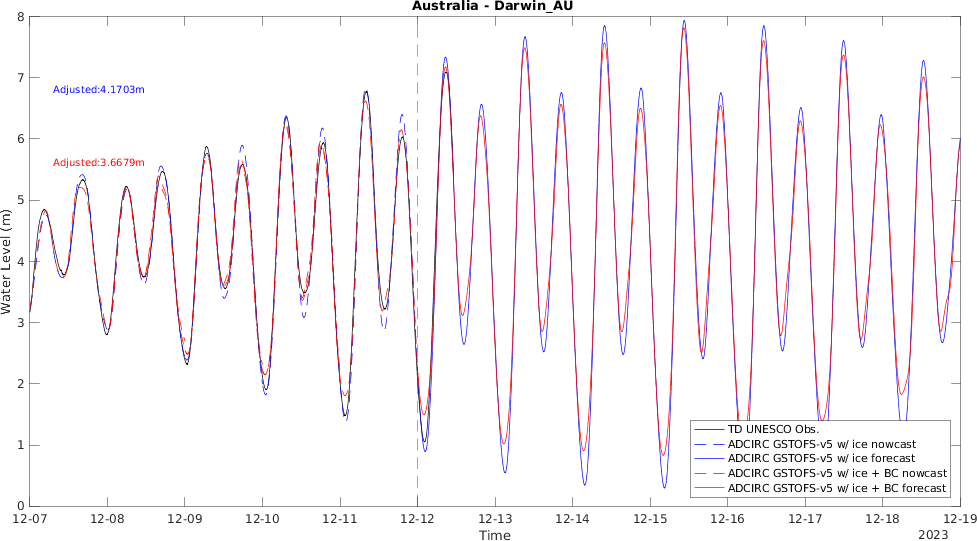 Australia - Darwin_AU
8
7
6
5
4
3
2
1
0
Water Level (m)
Adjusted:4.1703m
Adjusted:3.6679m
TD UNESCO Obs.
ADCIRC GSTOFS-v5 w/ ice nowcast
ADCIRC GSTOFS-v5 w/ ice forecast
ADCIRC GSTOFS-v5 w/ ice + BC nowcast
ADCIRC GSTOFS-v5 w/ ice + BC forecast
12-07 12-08 12-09 12-10 12-11 12-12 12-13 12-14 12-15 12-16 12-17 12-18 12-19
Time
2023